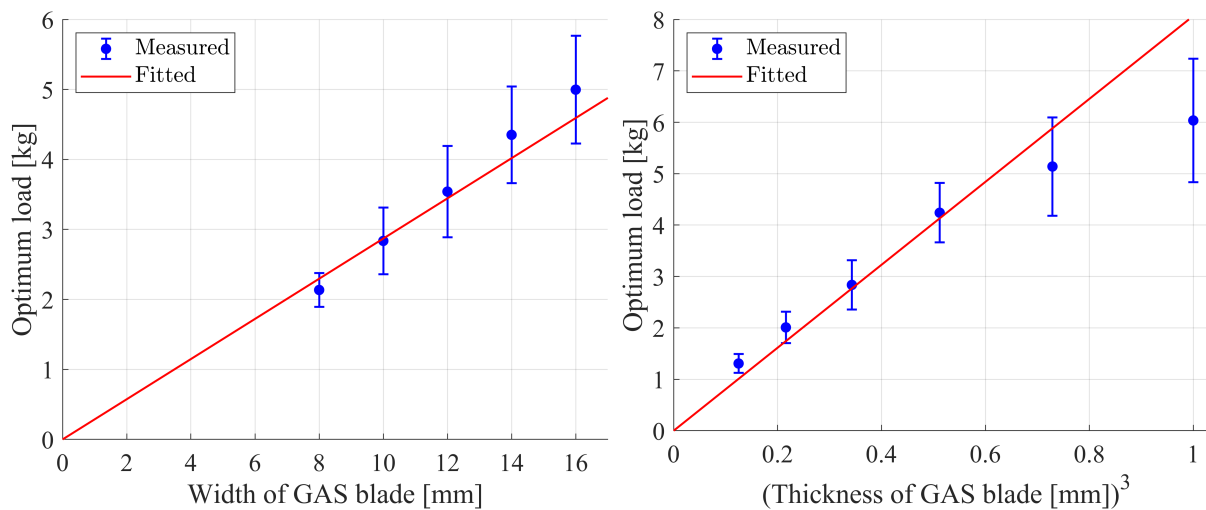 6
5
4
3
2
1
0
Optimum load [kg]
Measured
Fitted
0 2 4 6 8 10 12 14 16
Width of GAS blade [mm]
8
7
6
5
4
3
2
1
0
Optimum load [kg]
Measured
Fitted
0 0.2 0.4 0.6 0.8 1
(Thickness of GAS blade [mm])³